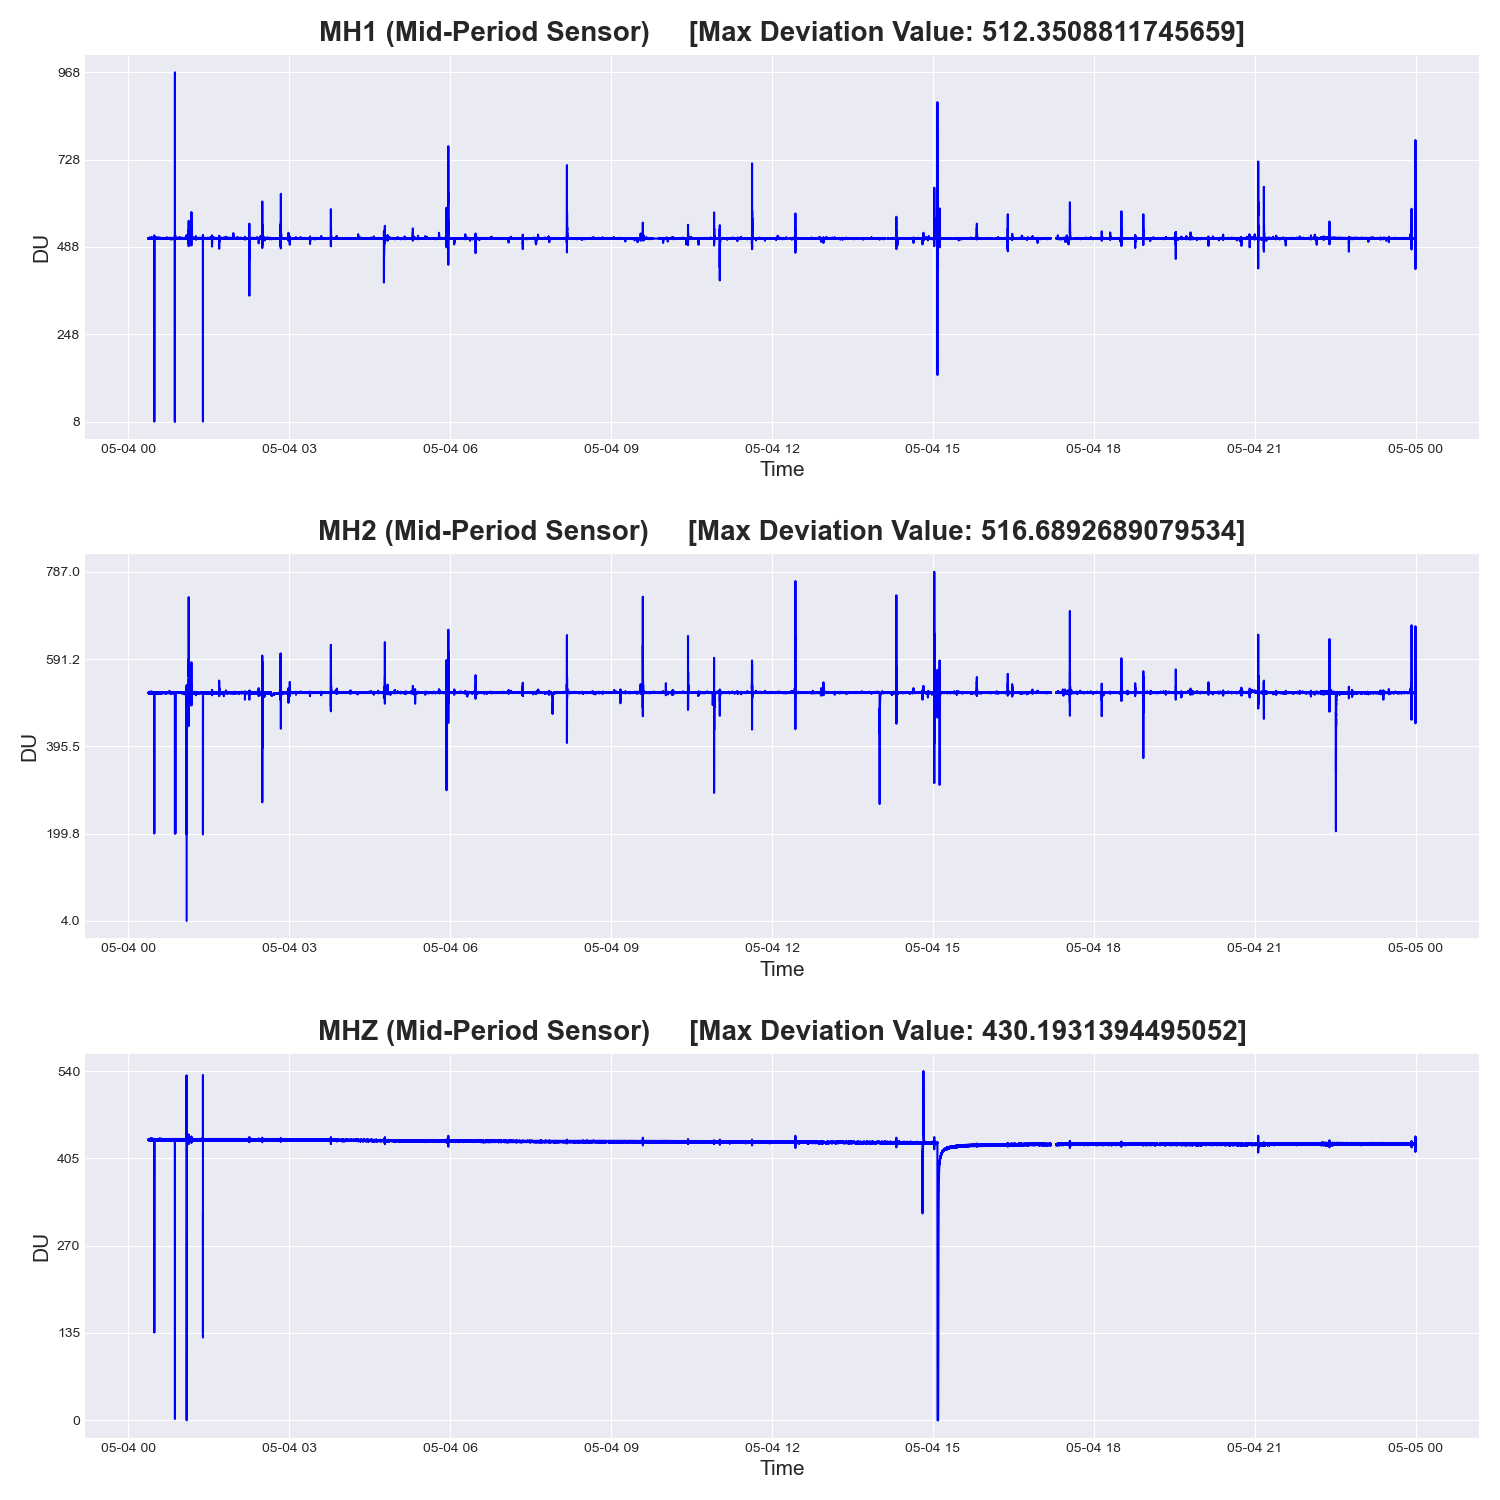 MH1 (Mid-Period Sensor) [Max Deviation Value: 512.3508811745659]
968
728
488
248
8
DU
05-04 00 05-04 03 05-04 06 05-04 09 05-04 12 05-04 15 05-04 18 05-04 21 05-05 00
Time
MH2 (Mid-Period Sensor) [Max Deviation Value: 516.6892689079534]
787.0
591.2
395.5
199.8
4.0
DU
05-04 00 05-04 03 05-04 06 05-04 09 05-04 12 05-04 15 05-04 18 05-04 21 05-05 00
Time
MHZ (Mid-Period Sensor) [Max Deviation Value: 430.1931394495052]
540
405
270
135
0
DU
05-04 00 05-04 03 05-04 06 05-04 09 05-04 12 05-04 15 05-04 18 05-04 21 05-05 00
Time